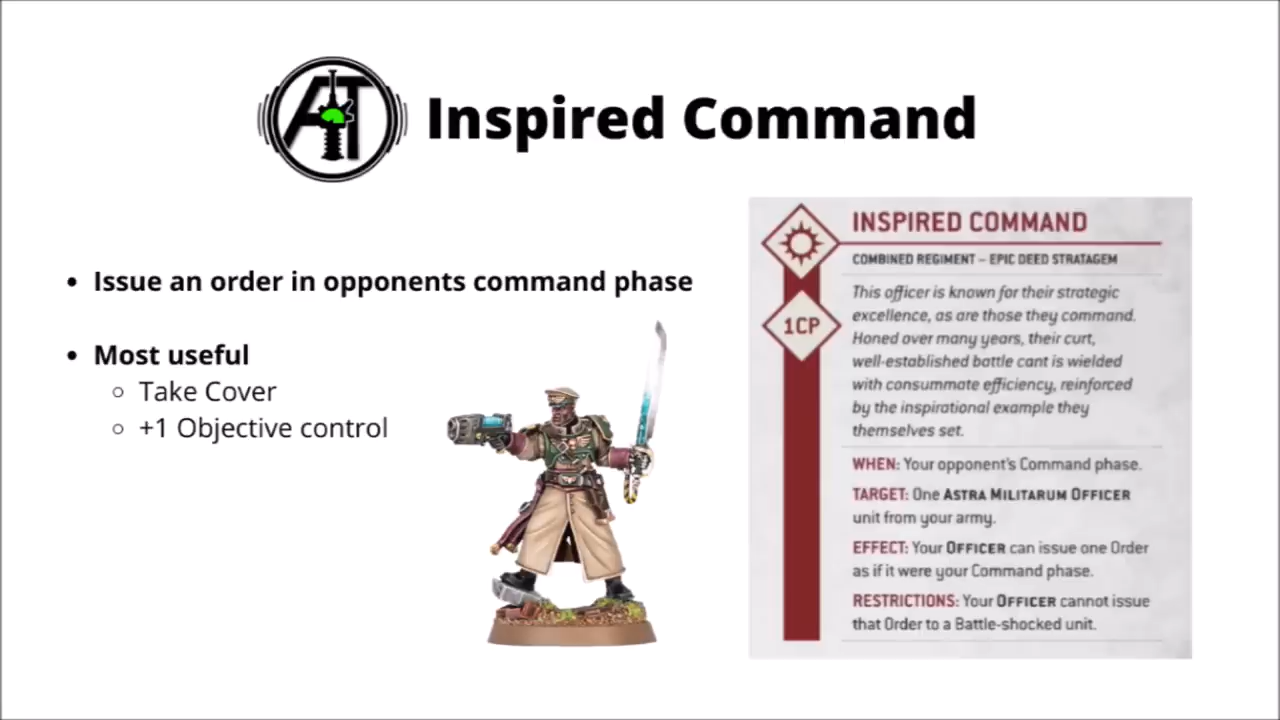 AT
Inspired Command
• Issue an order in opponents command phase
• Most useful
○ Take Cover
○ +1 Objective control
INSPIRED COMMAND
COMBINED REGIMENT – EPIC DEED STRATAGEM
1CP
This officer is known for their strategic
excellence, as are those they command.
Honed over many years, their curt,
well-established battle cant is wielded
with consummate efficiency, reinforced
by the inspirational example they
themselves set.
WHEN: Your opponent's Command phase.
TARGET: One ASTRA MILITARUM OFFICER
unit from your army.
EFFECT: Your OFFICER can issue one Order
as if it were your Command phase.
RESTRICTIONS: Your OFFICER cannot issue
that Order to a Battle-shocked unit.